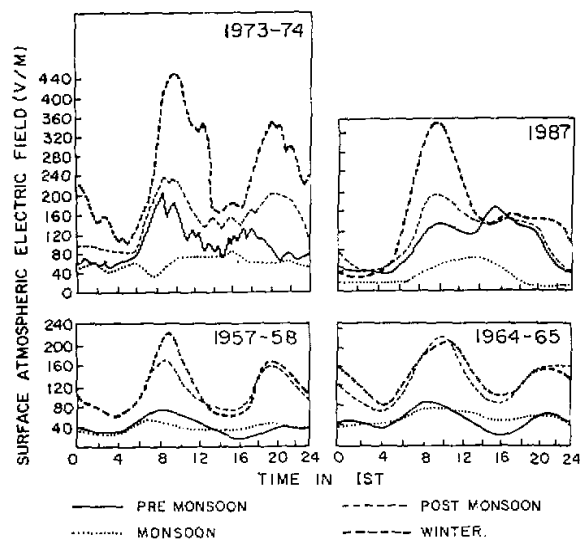 1973-74
SURFACE ATMOSPHERIC ELECTRIC FIELD (V/M)
440
400
360
320
280
240
200
160
120
80
40
0
1987
240
200
160
120
80
40
1957-58
1964-65
0 4 8 12 16 20 24
0 4 8 12 16 20 24
TIME IN IST
PRE MONSOON
POST MONSOON
MONSOON
WINTER.